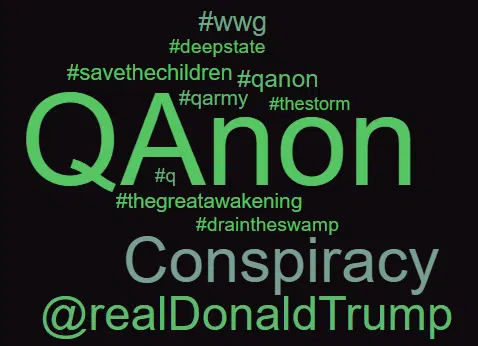 #wwg
#deepstate
#savethechildren #qanon
#qarmy #thestorm
QAnon
#q
#thegreatawakening
#draintheswamp
Conspiracy
@realDonaldTrump